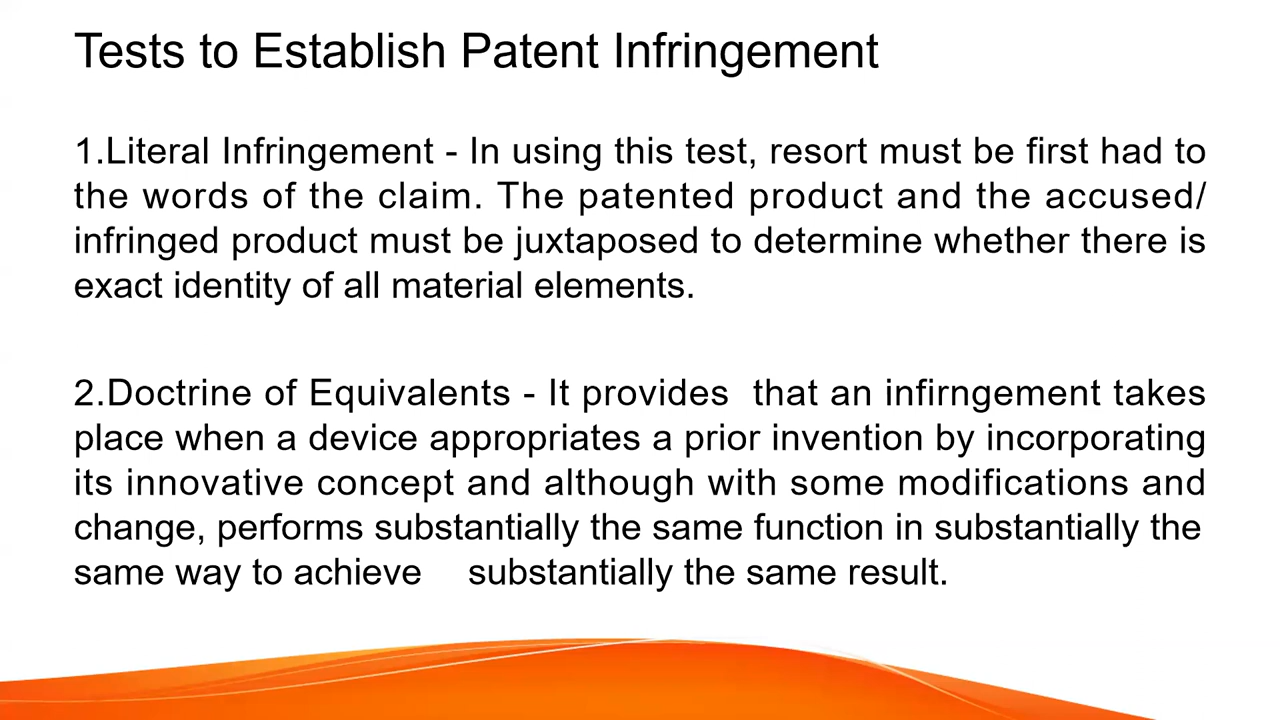 Tests to Establish Patent Infringement
1.Literal Infringement - In using this test, resort must be first had to
the words of the claim. The patented product and the accused/
infringed product must be juxtaposed to determine whether there is
exact identity of all material elements.
2.Doctrine of Equivalents - It provides  that an infirngement takes
place when a device appropriates a prior invention by incorporating
its innovative concept and although with some modifications and
change, performs substantially the same function in substantially the
same way to achieve    substantially the same result.